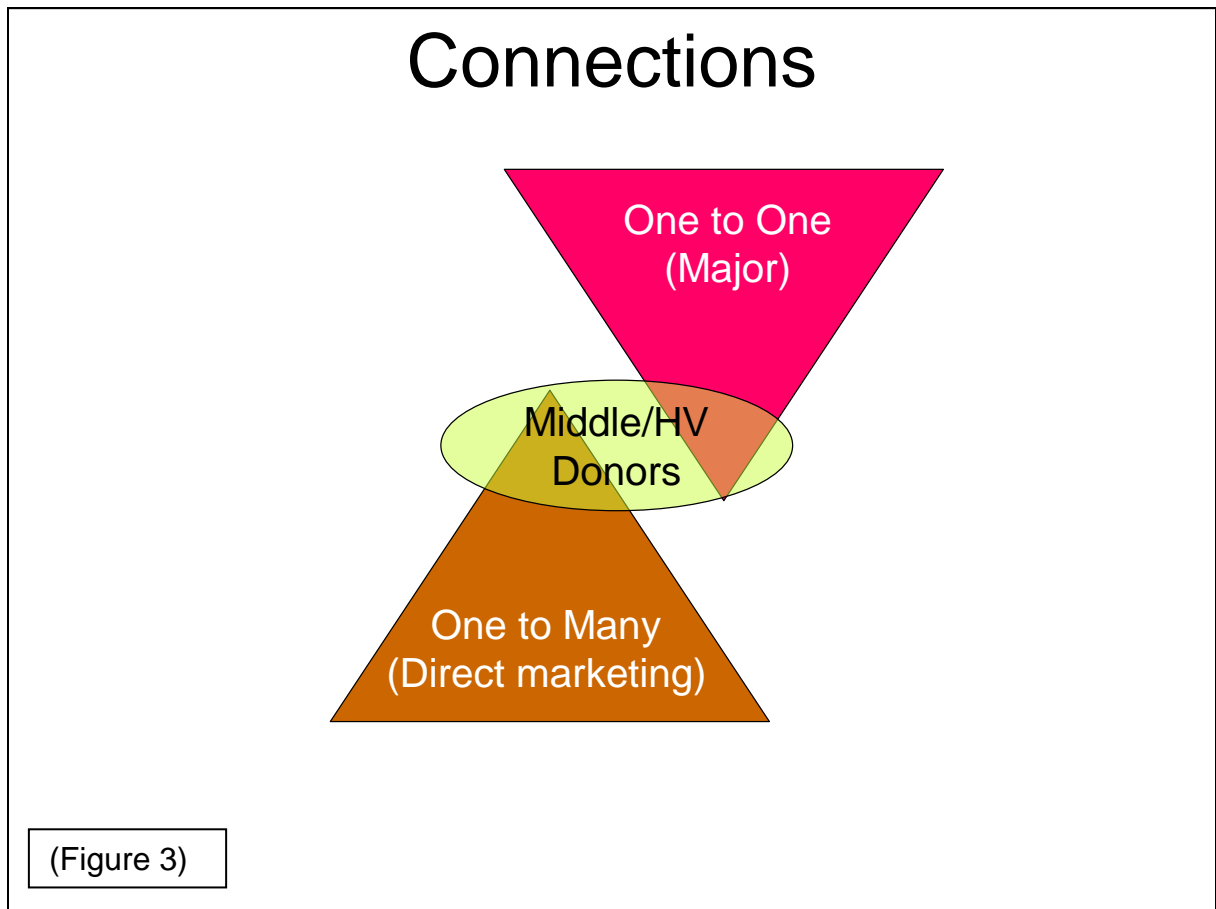 Connections
One to One
(Major)
Middle/HV
Donors
One to Many
(Direct marketing)
(Figure 3)